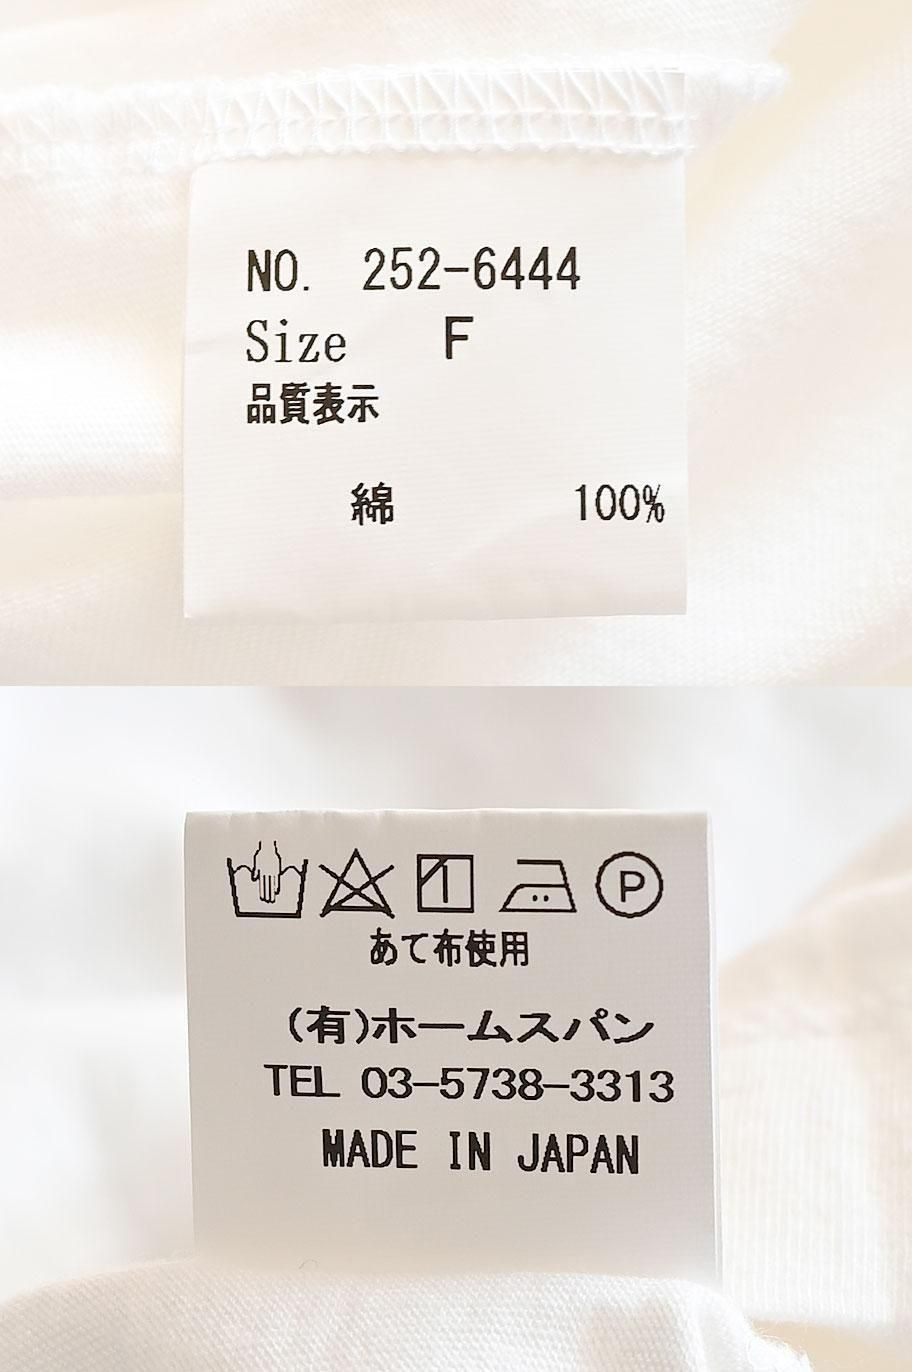 NO. 252-6444
Size F
品質表示
綿 100%
P
あて布使用
(有)ホームスパン
TEL 03-5738-3313
MADE IN JAPAN